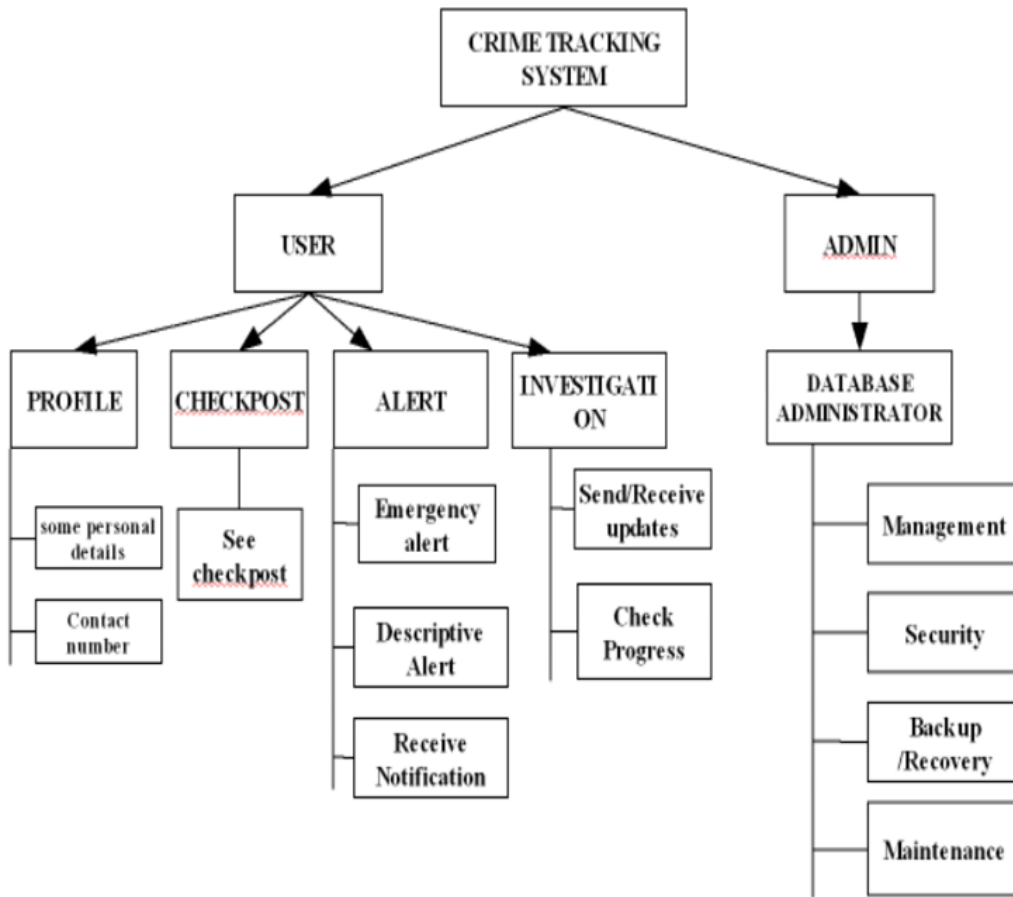 CRIME TRACKING
SYSTEM
USER
ADMIN
PROFILE
CHECKPOST
ALERT
INVESTIGATI
ON
DATABASE
ADMINISTRATOR
some personal
details
Contact
number
See
checkpost
Emergency
alert
Descriptive
Alert
Receive
Notification
Send/Receive
updates
Check
Progress
Management
Security
Backup
/Recovery
Maintenance